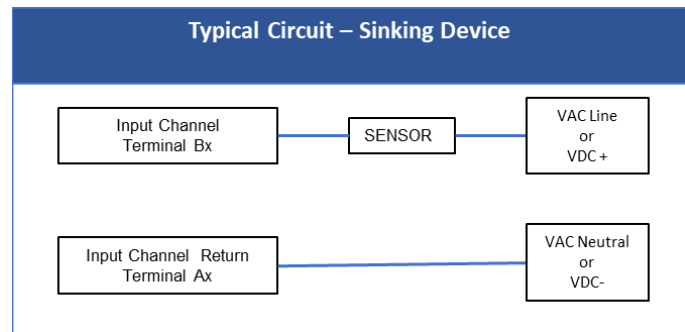 Typical Circuit – Sinking Device
Input Channel
Terminal Bx
SENSOR
VAC Line
or
VDC +
Input Channel Return
Terminal Ax
VAC Neutral
or
VDC-